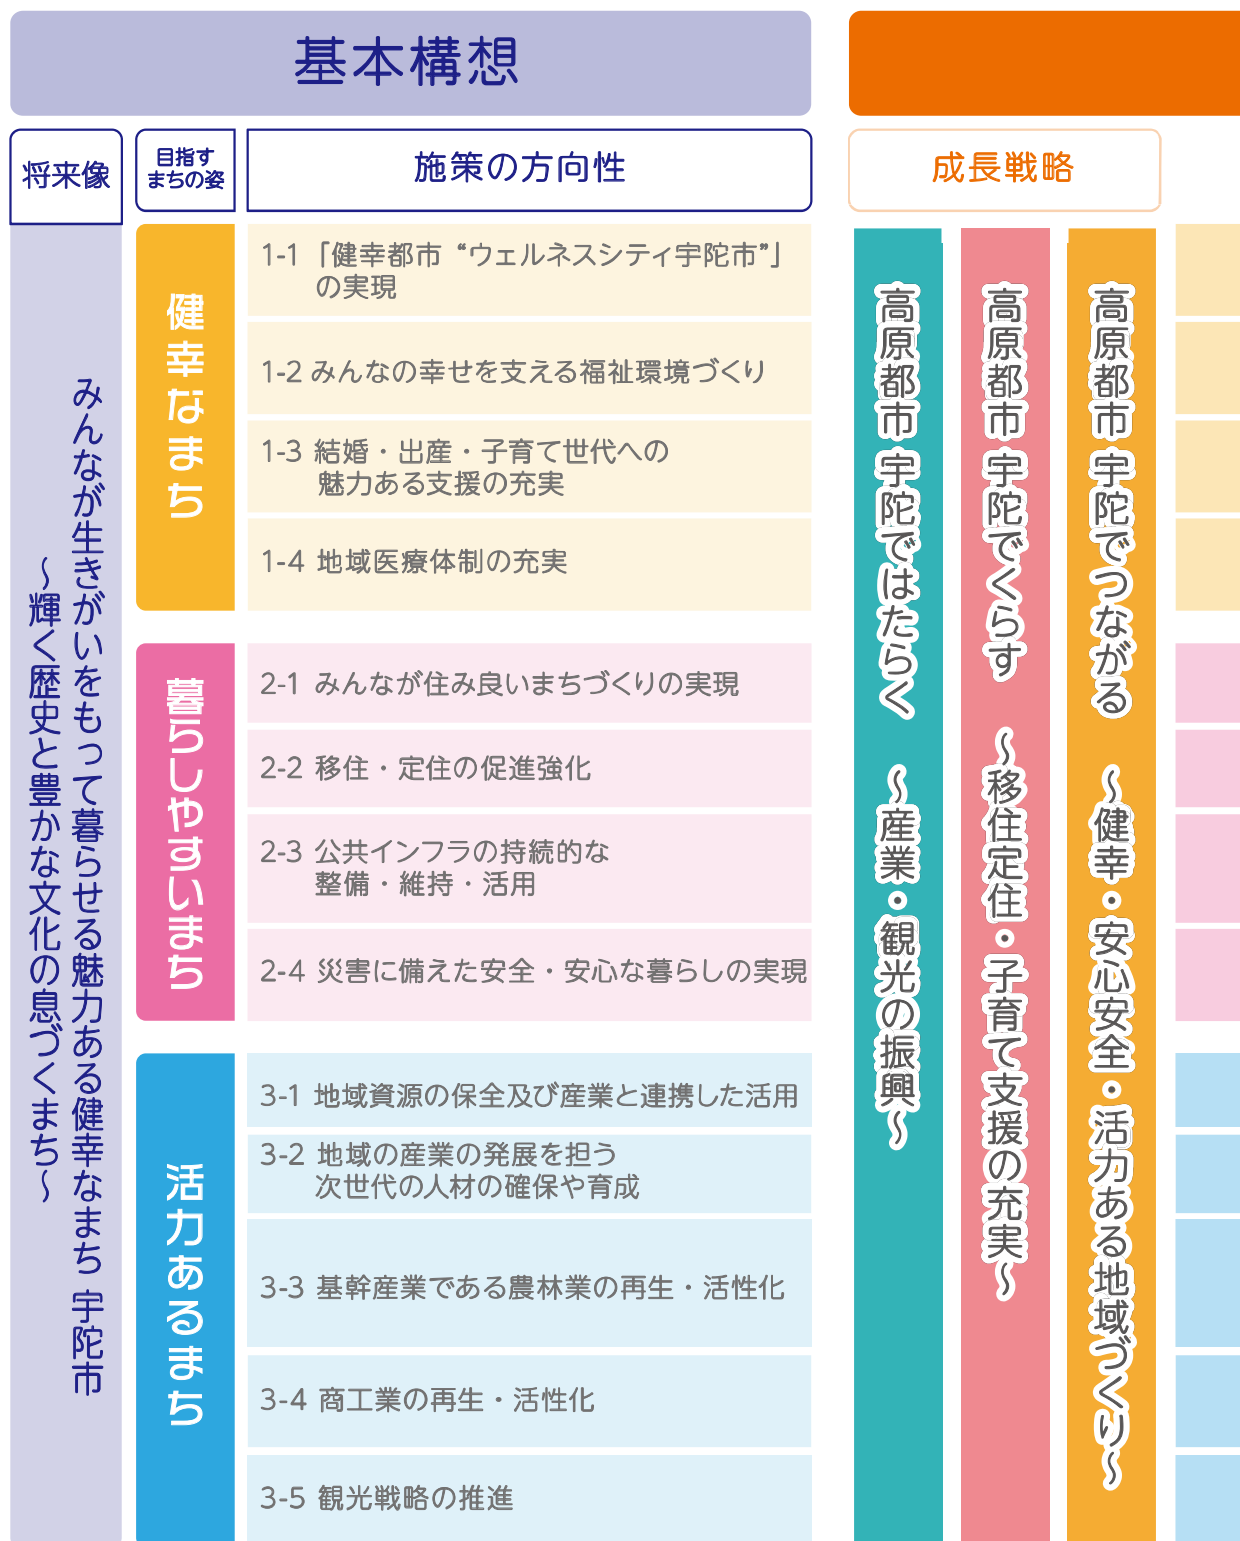 基本構想
将来像
目指す
まちの姿
施策の方向性
成長戦略
みんなが生きがいをもって暮らせる魅力ある健幸なまち 宇陀市
～輝く歴史と豊かな文化の息づくまち～
健幸なまち
1-1 「健幸都市 “ウェルネスシティ宇陀市”」
の実現
1-2 みんなの幸せを支える福祉環境づくり
1-3 結婚・出産・子育て世代への
魅力ある支援の充実
1-4 地域医療体制の充実
暮らしやすいまち
2-1 みんなが住み良いまちづくりの実現
2-2 移住・定住の促進強化
2-3 公共インフラの持続的な
整備・維持・活用
2-4 災害に備えた安全・安心な暮らしの実現
活力あるまち
3-1 地域資源の保全及び産業と連携した活用
3-2 地域の産業の発展を担う
次世代の人材の確保や育成
3-3 基幹産業である農林業の再生・活性化
3-4 商工業の再生・活性化
3-5 観光戦略の推進
高原都市 宇陀ではたらく ～産業・観光の振興～
高原都市 宇陀でくらす ～移住定住・子育て支援の充実～
高原都市 宇陀でつながる ～健幸・安心安全・活力ある地域づくり～